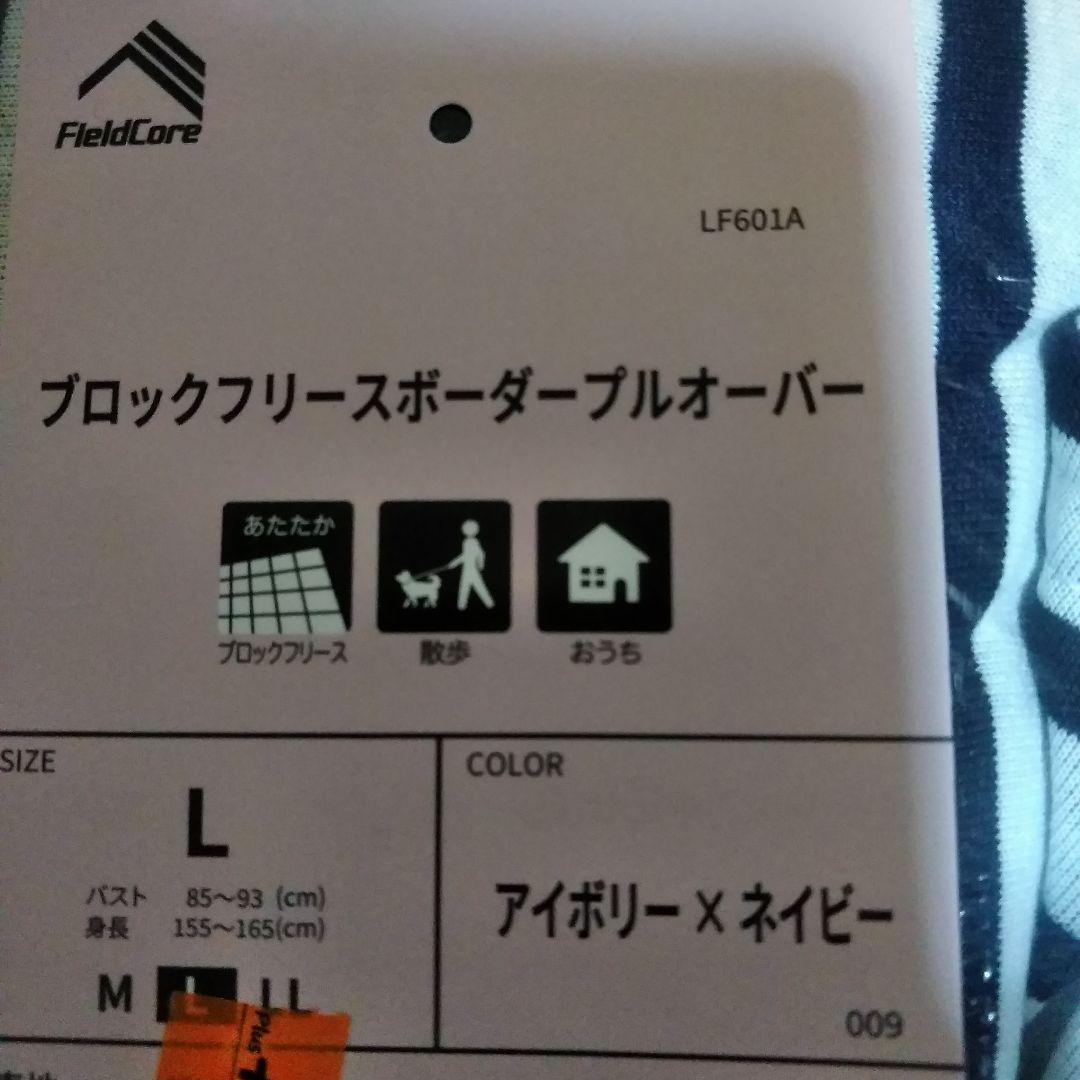 FieldCore
LF601A
ブロックフリースボーダープルオーバー
あたたか
ブロックフリース
散歩
おうち
SIZE
L
バスト 85～93 (cm)
身長 155～165(cm)
M L LL
COLOR
アイボリー×ネイビー
009
Plus